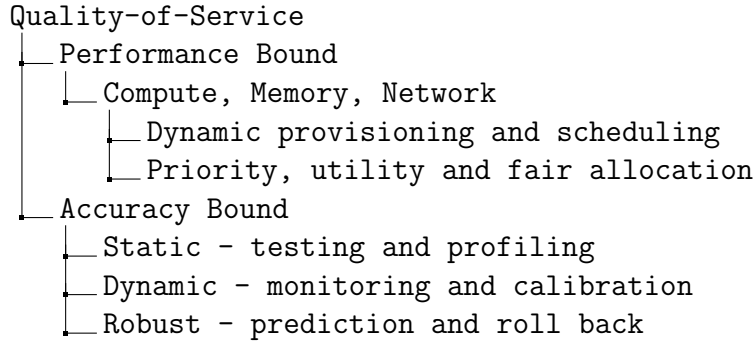 Quality-of-Service
Performance Bound
Compute, Memory, Network
Dynamic provisioning and scheduling
Priority, utility and fair allocation
Accuracy Bound
Static - testing and profiling
Dynamic - monitoring and calibration
Robust - prediction and roll back